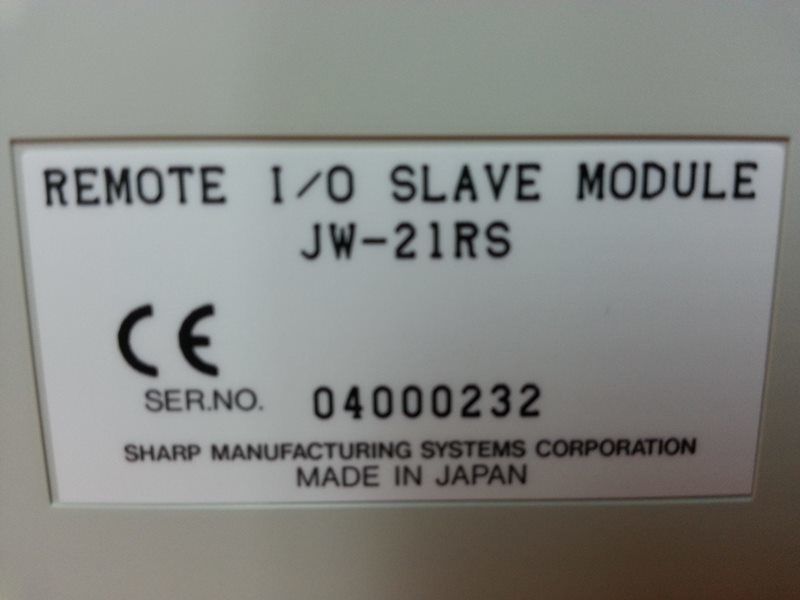 REMOTE I/O SLAVE MODULE
JW-21RS
CE
SER.NO. 04000232
SHARP MANUFACTURING SYSTEMS CORPORATION
MADE IN JAPAN